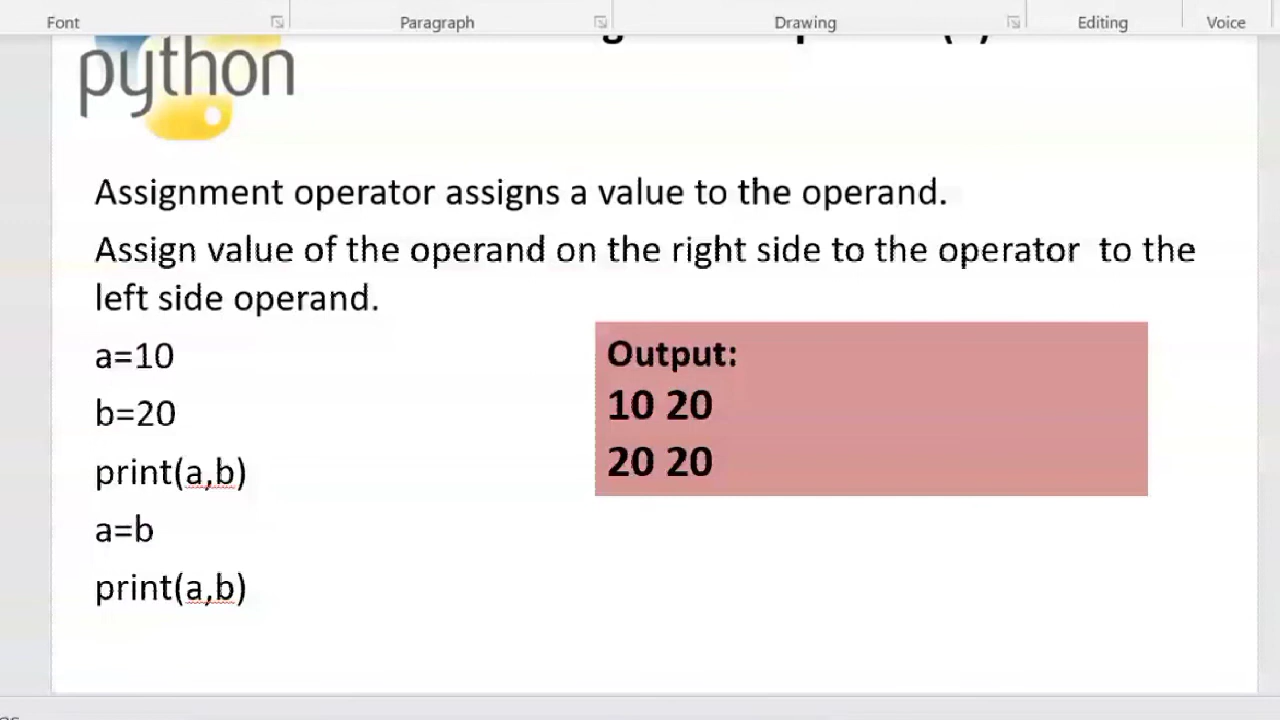 Font Paragraph Drawing Editing Voice
python
Assignment operator assigns a value to the operand.
Assign value of the operand on the right side to the operator  to the
left side operand.
a=10
b=20
print(a,b)
a=b
print(a,b)
Output:
10 20
20 20